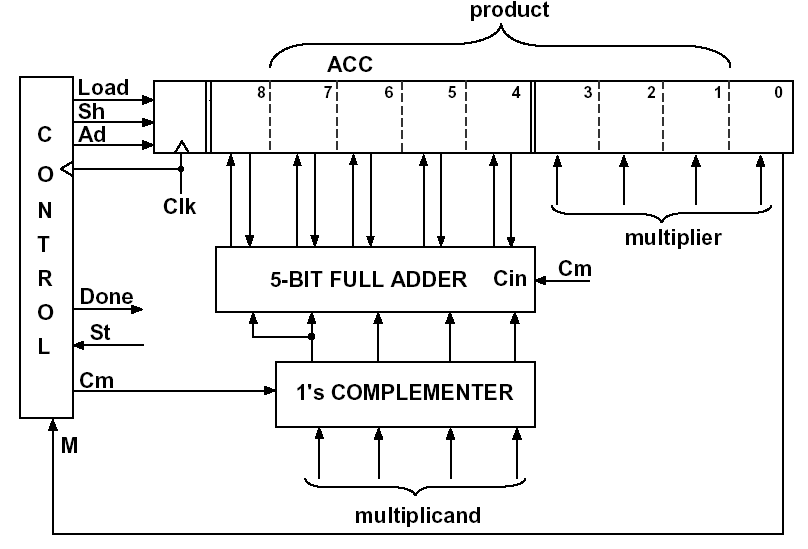 product
ACC
Load
Sh
Ad
8 7 6 5 4 3 2 1 0
CONTROL
Clk
multiplier
5-BIT FULL ADDER Cin
Cm
Done
St
Cm
1's COMPLEMENTER
M
multiplicand